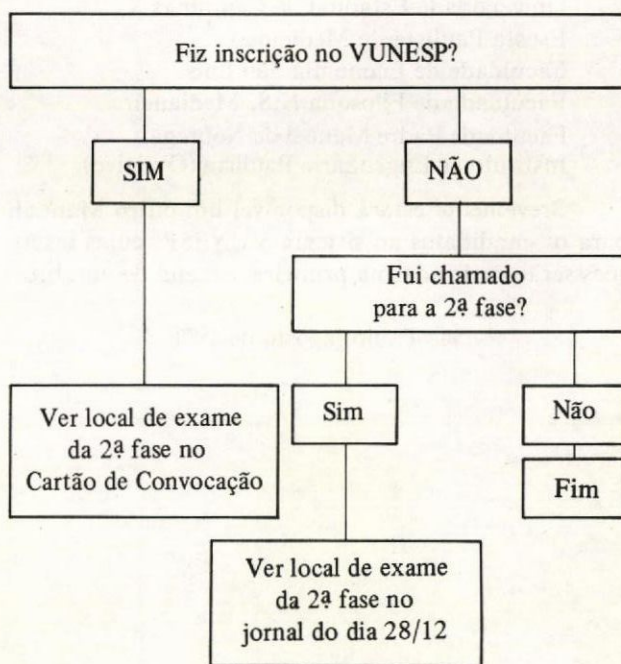 Fiz inscrição no VUNESP?
SIM
NÃO
Fui chamado
para a 2ª fase?
Ver local de exame
da 2ª fase no
Cartão de Convocação
Sim
Não
Fim
Ver local de exame
da 2ª fase no
jornal do dia 28/12